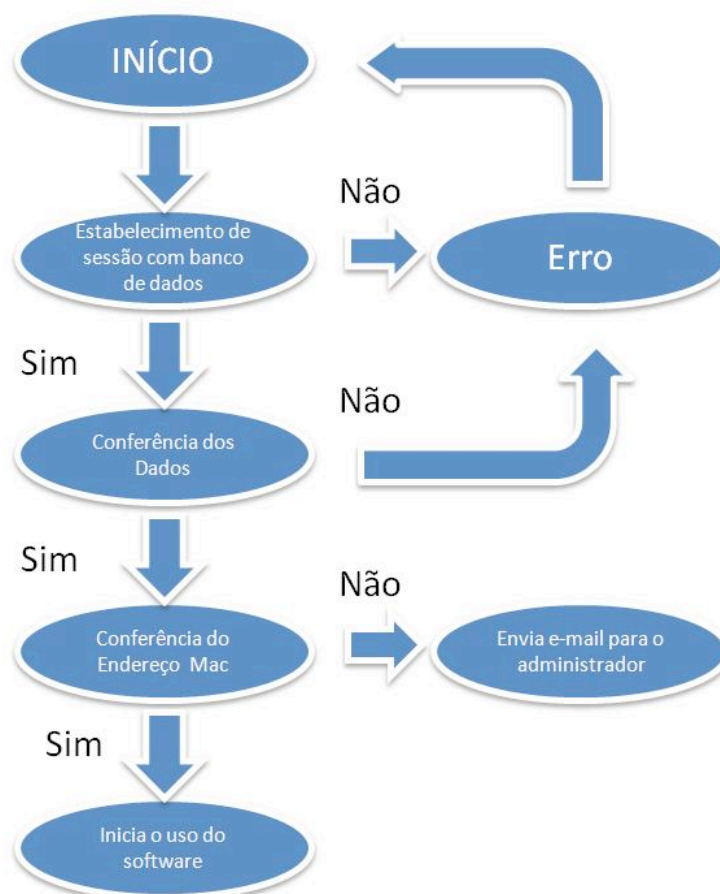 INÍCIO
Não
Estabelecimento de
sessão com banco
de dados
Erro
Sim
Não
Conferência dos
Dados
Sim
Não
Conferência do
Endereço Mac
Envia e-mail para o
administrador
Sim
Inicia o uso do
software